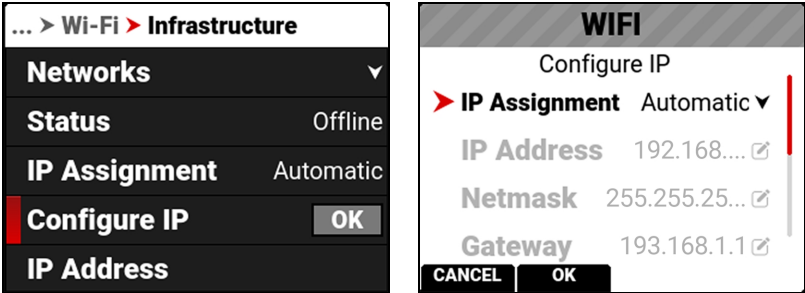 ... > Wi-Fi > Infrastructure
Networks
Status Offline
IP Assignment Automatic
Configure IP OK
IP Address
WIFI
Configure IP
IP Assignment Automatic
IP Address 192.168....
Netmask 255.255.25...
Gateway 193.168.1.1
CANCEL OK